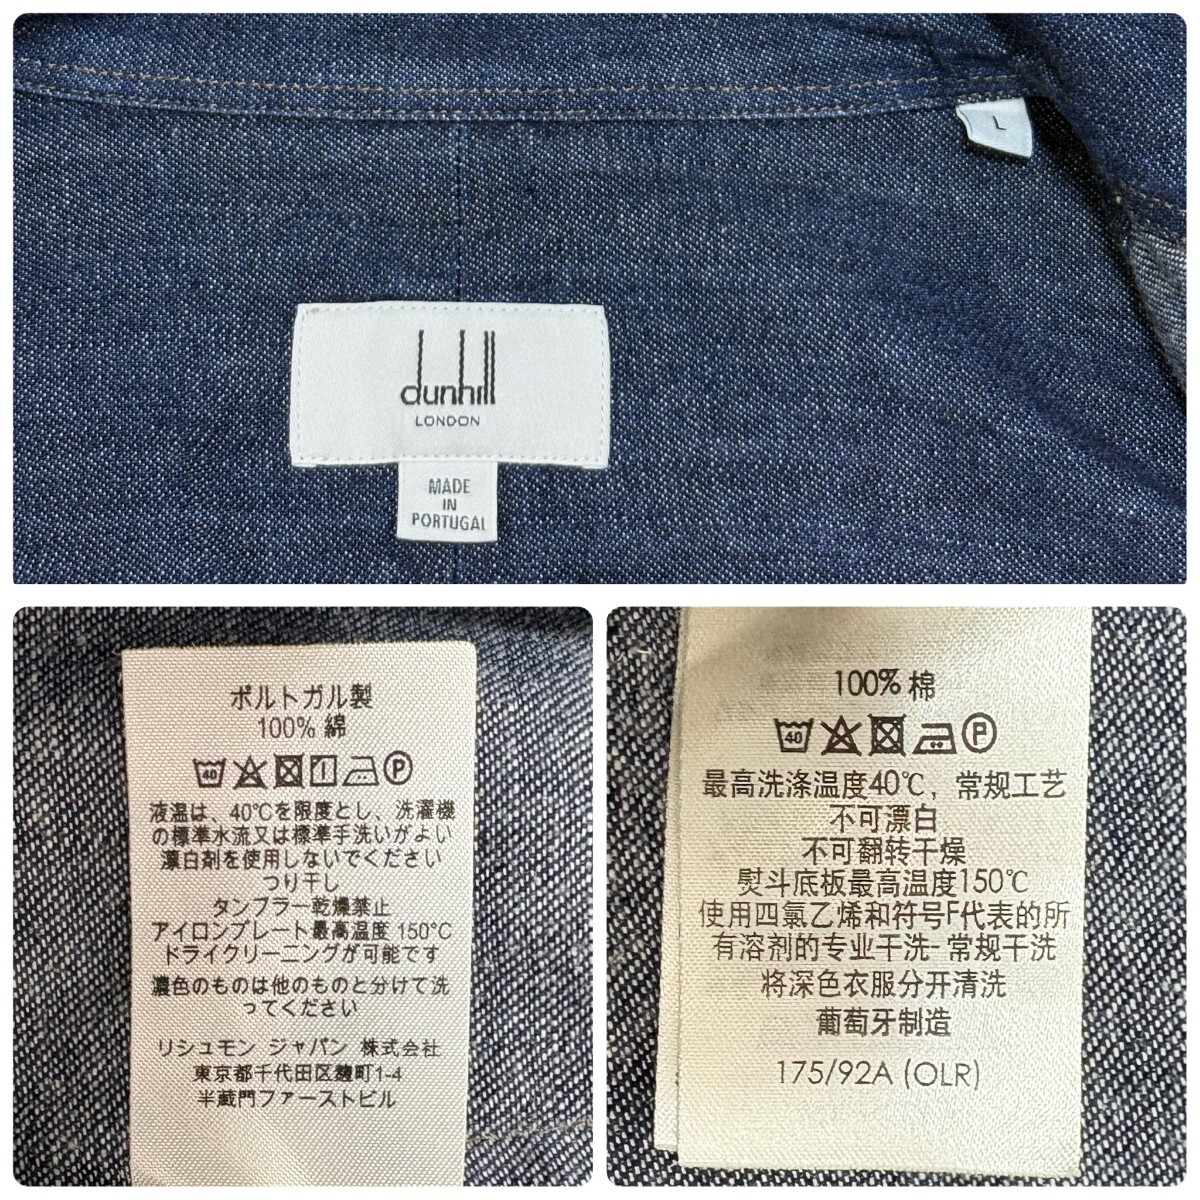 L
dunhill
LONDON
MADE
IN
PORTUGAL
ポルトガル製
100% 綿
40 P
液温は、40℃を限度とし、洗濯機
の標準水流又は標準手洗いがよい
漂白剤を使用しないでください
つり干し
タンブラー乾燥禁止
アイロンプレート最高温度 150°C
ドライクリーニングが可能です
濃色のものは他のものと分けて洗
ってください
リシュモン ジャパン 株式会社
東京都千代田区麹町1-4
半蔵門ファーストビル
100% 棉
40 P
最高洗涤温度40℃，常规工艺
不可漂白
不可翻转干燥
熨斗底板最高温度150℃
使用四氯乙烯和符号F代表的所
有溶剂的专业干洗- 常规干洗
将深色衣服分开清洗
葡萄牙制造
175/92A (OLR)